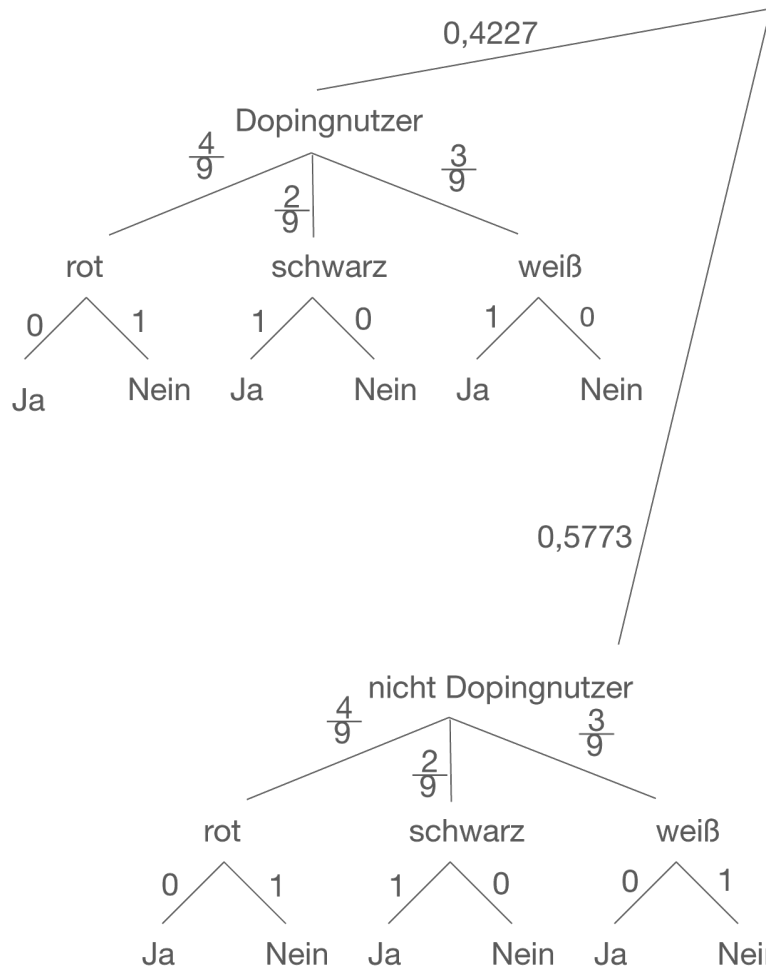 0,4227
Dopingnutzer
4/9 2/9 3/9
rot schwarz weiß
0 1 1 0 1 0
Ja Nein Ja Nein Ja Nein
0,5773
nicht Dopingnutzer
4/9 2/9 3/9
rot schwarz weiß
0 1 1 0 0 1
Ja Nein Ja Nein Ja Nei